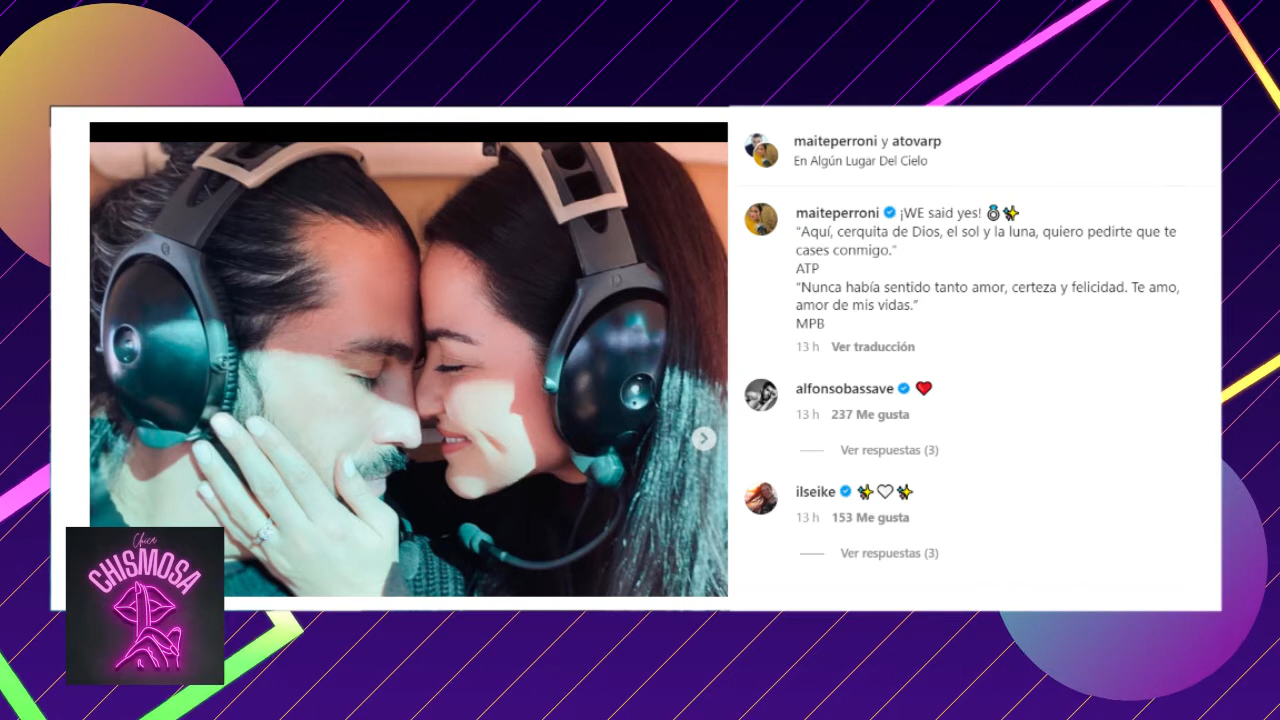 maiteperroni y atovarp
En Algún Lugar Del Cielo
maiteperroni ¡WE said yes! 💍✨
"Aquí, cerquita de Dios, el sol y la luna, quiero pedirte que te
cases conmigo."
ATP
"Nunca había sentido tanto amor, certeza y felicidad. Te amo,
amor de mis vidas."
MPB
13 h Ver traducción
alfonsobassave ❤️
13 h 237 Me gusta
Ver respuestas (3)
ilseike ✨🤍✨
13 h 153 Me gusta
Ver respuestas (3)
Chica
CHISMOSA